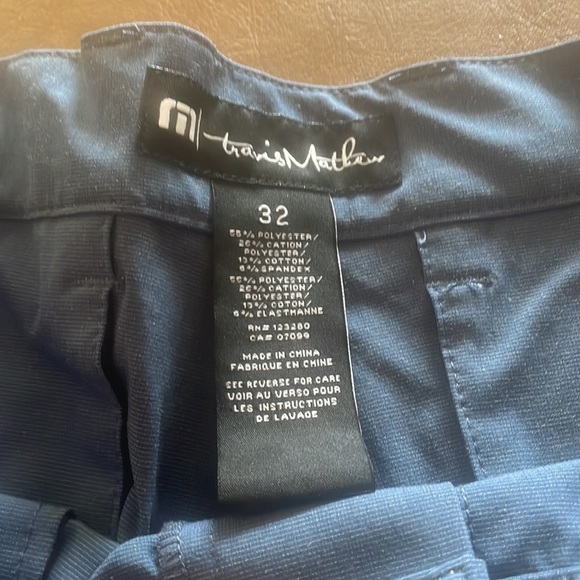 travisMathew
32
55% POLYESTER/
26% CATION/
POLYESTER/
13% COTTON/
6% SPANDEX
55% POLYESTER/
26% CATION/
POLYESTER/
13% COTON/
6% ELASTHANNE
RN# 123280
CA# 07099
MADE IN CHINA
FABRIQUE EN CHINE
SEE REVERSE FOR CARE
VOIR AU VERSO POUR
LES INSTRUCTIONS
DE LAVAGE